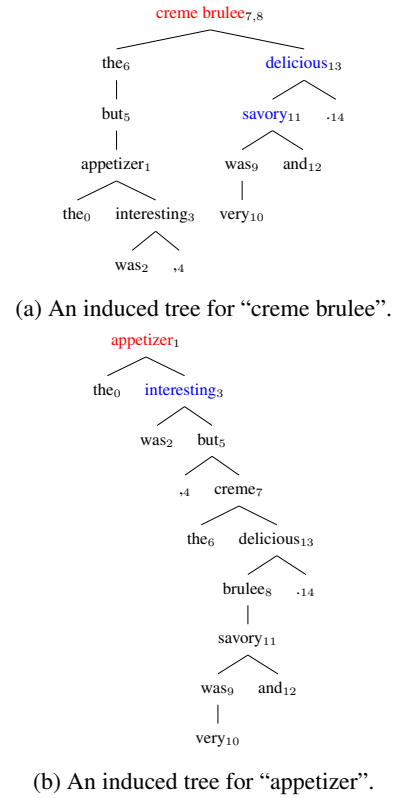 creme brulee7,8
the6 delicious13
but5 savory11 .14
appetizer1 was9 and12
the0 interesting3 very10
was2 ,4
(a) An induced tree for “creme brulee”.
appetizer1
the0 interesting3
was2 but5
,4 creme7
the6 delicious13
brulee8 .14
savory11
was9 and12
very10
(b) An induced tree for “appetizer”.